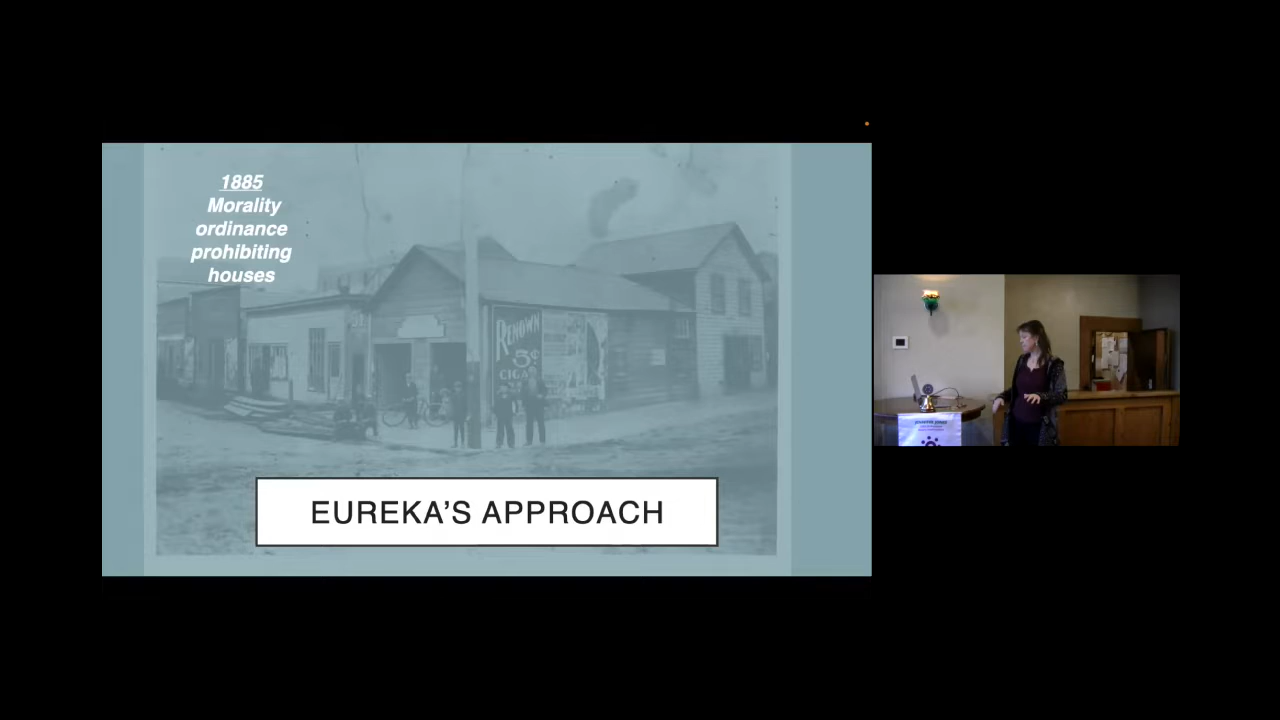 1885
Morality
ordinance
prohibiting
houses
RENOWN
5¢
CIGAR
EUREKA'S APPROACH